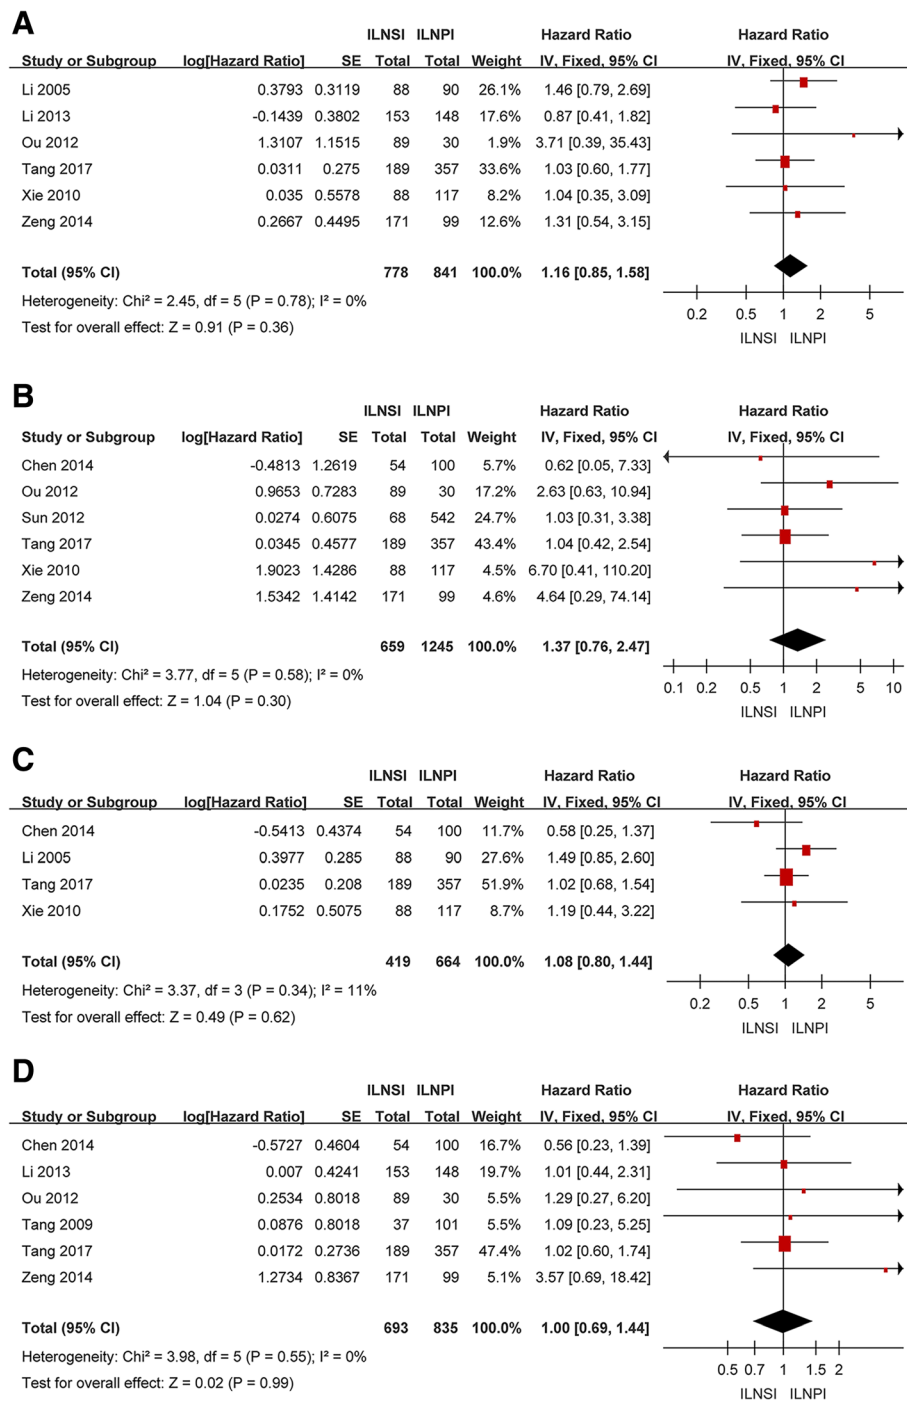 A
ILNSI ILNPI Hazard Ratio Hazard Ratio
Study or Subgroup log[Hazard Ratio] SE Total Total Weight IV, Fixed, 95% CI IV, Fixed, 95% CI
Li 2005 0.3793 0.3119 88 90 26.1% 1.46 [0.79, 2.69]
Li 2013 -0.1439 0.3802 153 148 17.6% 0.87 [0.41, 1.82]
Ou 2012 1.3107 1.1515 89 30 1.9% 3.71 [0.39, 35.43]
Tang 2017 0.0311 0.275 189 357 33.6% 1.03 [0.60, 1.77]
Xie 2010 0.035 0.5578 88 117 8.2% 1.04 [0.35, 3.09]
Zeng 2014 0.2667 0.4495 171 99 12.6% 1.31 [0.54, 3.15]
Total (95% CI) 778 841 100.0% 1.16 [0.85, 1.58]
Heterogeneity: Chi² = 2.45, df = 5 (P = 0.78); I² = 0%
Test for overall effect: Z = 0.91 (P = 0.36)
0.2 0.5 1 2 5
ILNSI ILNPI
B
ILNSI ILNPI Hazard Ratio Hazard Ratio
Study or Subgroup log[Hazard Ratio] SE Total Total Weight IV, Fixed, 95% CI IV, Fixed, 95% CI
Chen 2014 -0.4813 1.2619 54 100 5.7% 0.62 [0.05, 7.33]
Ou 2012 0.9653 0.7283 89 30 17.2% 2.63 [0.63, 10.94]
Sun 2012 0.0274 0.6075 68 542 24.7% 1.03 [0.31, 3.38]
Tang 2017 0.0345 0.4577 189 357 43.4% 1.04 [0.42, 2.54]
Xie 2010 1.9023 1.4286 88 117 4.5% 6.70 [0.41, 110.20]
Zeng 2014 1.5342 1.4142 171 99 4.6% 4.64 [0.29, 74.14]
Total (95% CI) 659 1245 100.0% 1.37 [0.76, 2.47]
Heterogeneity: Chi² = 3.77, df = 5 (P = 0.58); I² = 0%
Test for overall effect: Z = 1.04 (P = 0.30)
0.1 0.2 0.5 1 2 5 10
ILNSI ILNPI
C
ILNSI ILNPI Hazard Ratio Hazard Ratio
Study or Subgroup log[Hazard Ratio] SE Total Total Weight IV, Fixed, 95% CI IV, Fixed, 95% CI
Chen 2014 -0.5413 0.4374 54 100 11.7% 0.58 [0.25, 1.37]
Li 2005 0.3977 0.285 88 90 27.6% 1.49 [0.85, 2.60]
Tang 2017 0.0235 0.208 189 357 51.9% 1.02 [0.68, 1.54]
Xie 2010 0.1752 0.5075 88 117 8.7% 1.19 [0.44, 3.22]
Total (95% CI) 419 664 100.0% 1.08 [0.80, 1.44]
Heterogeneity: Chi² = 3.37, df = 3 (P = 0.34); I² = 11%
Test for overall effect: Z = 0.49 (P = 0.62)
0.2 0.5 1 2 5
ILNSI ILNPI
D
ILNSI ILNPI Hazard Ratio Hazard Ratio
Study or Subgroup log[Hazard Ratio] SE Total Total Weight IV, Fixed, 95% CI IV, Fixed, 95% CI
Chen 2014 -0.5727 0.4604 54 100 16.7% 0.56 [0.23, 1.39]
Li 2013 0.007 0.4241 153 148 19.7% 1.01 [0.44, 2.31]
Ou 2012 0.2534 0.8018 89 30 5.5% 1.29 [0.27, 6.20]
Tang 2009 0.0876 0.8018 37 101 5.5% 1.09 [0.23, 5.25]
Tang 2017 0.0172 0.2736 189 357 47.4% 1.02 [0.60, 1.74]
Zeng 2014 1.2734 0.8367 171 99 5.1% 3.57 [0.69, 18.42]
Total (95% CI) 693 835 100.0% 1.00 [0.69, 1.44]
Heterogeneity: Chi² = 3.98, df = 5 (P = 0.55); I² = 0%
Test for overall effect: Z = 0.02 (P = 0.99)
0.5 0.7 1 1.5 2
ILNSI ILNPI